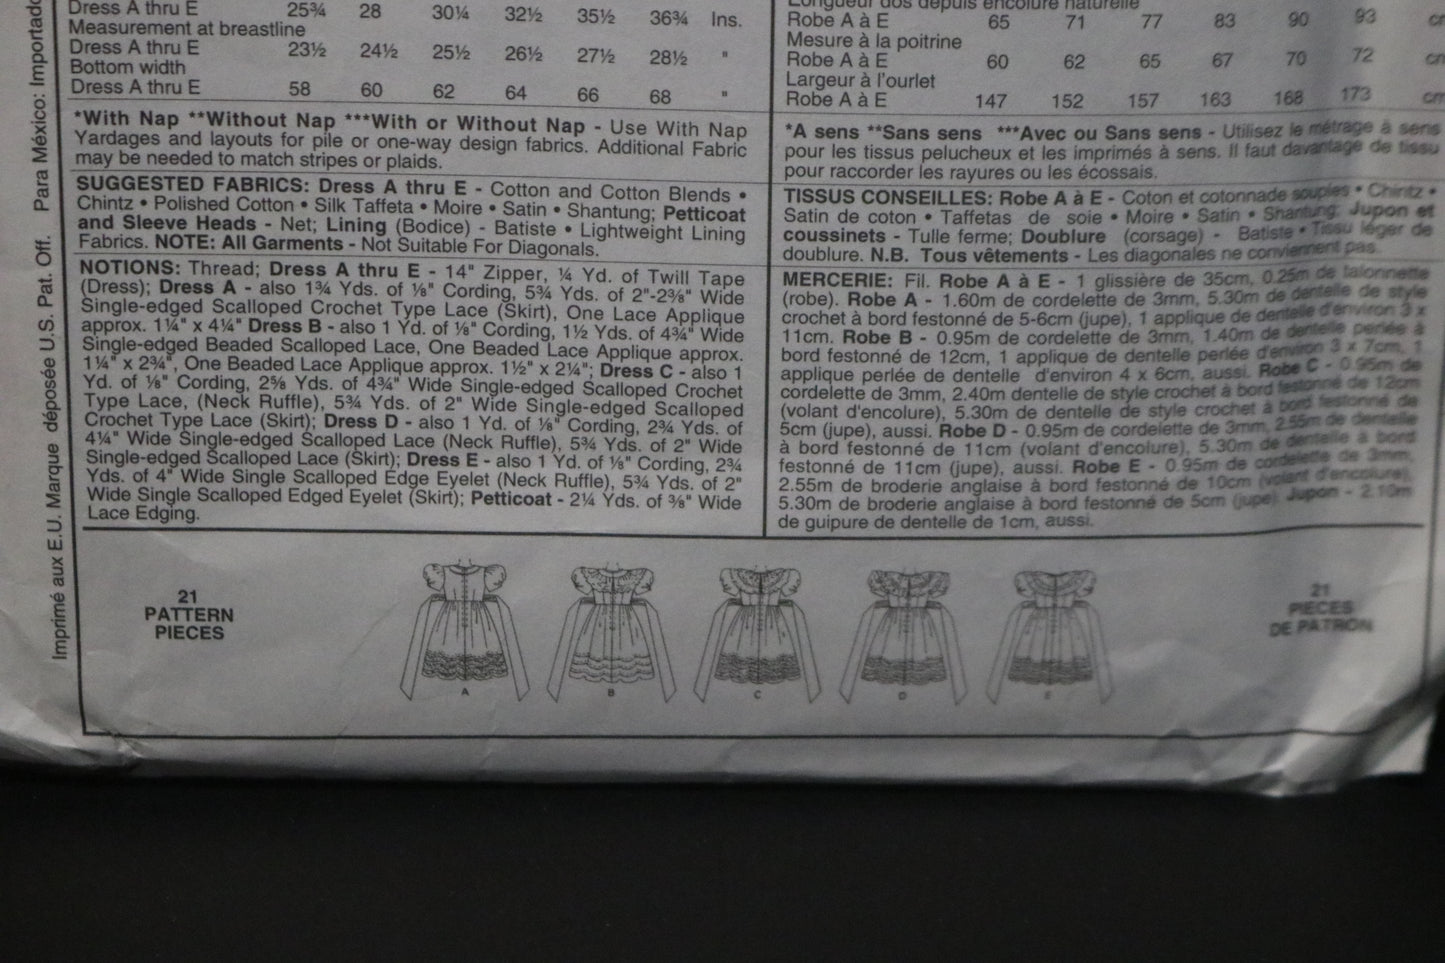 Dress A thru E 25¾ 28 30¼ 32½ 35½ 36¾ Ins.
Measurement at breastline
Dress A thru E 23½ 24½ 25½ 26½ 27½ 28½ "
Bottom width
Dress A thru E 58 60 62 64 66 68 "
*With Nap **Without Nap ***With or Without Nap - Use With Nap
Yardages and layouts for pile or one-way design fabrics. Additional Fabric
may be needed to match stripes or plaids.
SUGGESTED FABRICS: Dress A thru E - Cotton and Cotton Blends •
Chintz • Polished Cotton • Silk Taffeta • Moire • Satin • Shantung; Petticoat
and Sleeve Heads - Net; Lining (Bodice) - Batiste • Lightweight Lining
Fabrics. NOTE: All Garments - Not Suitable For Diagonals.
NOTIONS: Thread; Dress A thru E - 14" Zipper, ¼ Yd. of Twill Tape
(Dress); Dress A - also 1¾ Yds. of ⅛" Cording, 5¾ Yds. of 2"-2⅜" Wide
Single-edged Scalloped Crochet Type Lace (Skirt), One Lace Applique
approx. 1¼" x 4¼" Dress B - also 1 Yd. of ⅛" Cording, 1½ Yds. of 4¾" Wide
Single-edged Beaded Scalloped Lace, One Beaded Lace Applique approx.
1¼" x 2¾", One Beaded Lace Applique approx. 1½" x 2¼"; Dress C - also 1
Yd. of ⅛" Cording, 2⅝ Yds. of 4¾" Wide Single-edged Scalloped Crochet
Type Lace, (Neck Ruffle), 5¾ Yds. of 2" Wide Single-edged Scalloped
Crochet Type Lace (Skirt); Dress D - also 1 Yd. of ⅛" Cording, 2¾ Yds. of
4¼" Wide Single-edged Scalloped Lace (Neck Ruffle), 5¾ Yds. of 2" Wide
Single-edged Scalloped Lace (Skirt); Dress E - also 1 Yd. of ⅛" Cording, 2¾
Yds. of 4" Wide Single Scalloped Edge Eyelet (Neck Ruffle), 5¾ Yds. of 2"
Wide Single Scalloped Edged Eyelet (Skirt); Petticoat - 2¼ Yds. of ⅜" Wide
Lace Edging.
Longueur dos depuis encolure naturelle
Robe A à E 65 71 77 83 90 93 cm
Mesure à la poitrine
Robe A à E 60 62 65 67 70 72 cm
Largeur à l'ourlet
Robe A à E 147 152 157 163 168 173 cm
*A sens **Sans sens ***Avec ou Sans sens - Utilisez le métrage à sens
pour les tissus pelucheux et les imprimés à sens. Il faut davantage de tissu
pour raccorder les rayures ou les écossais.
TISSUS CONSEILLES: Robe A à E - Coton et cotonnade souples • Chintz •
Satin de coton • Taffetas de soie • Moire • Satin • Shantung; Jupon et
coussinets - Tulle ferme; Doublure (corsage) - Batiste • Tissu léger de
doublure. N.B. Tous vêtements - Les diagonales ne conviennent pas.
MERCERIE: Fil. Robe A à E - 1 glissière de 35cm, 0.25m de talonnette
(robe). Robe A - 1.60m de cordelette de 3mm, 5.30m de dentelle de style
crochet à bord festonné de 5-6cm (jupe), 1 applique de dentelle d'environ 3 x
11cm. Robe B - 0.95m de cordelette de 3mm, 1.40m de dentelle perlée à
bord festonné de 12cm, 1 applique de dentelle perlée d'environ 3 x 7cm, 1
applique perlée de dentelle d'environ 4 x 6cm, aussi. Robe C - 0.95m de
cordelette de 3mm, 2.40m dentelle de style crochet à bord festonné de 12cm
(volant d'encolure), 5.30m de dentelle de style crochet à bord festonné de
5cm (jupe), aussi. Robe D - 0.95m de cordelette de 3mm, 2.55m de dentelle
à bord festonné de 11cm (volant d'encolure), 5.30m de dentelle à bord
festonné de 11cm (jupe), aussi. Robe E - 0.95m de cordelette de 3mm,
2.55m de broderie anglaise à bord festonné de 10cm (volant d'encolure),
5.30m de broderie anglaise à bord festonné de 5cm (jupe). Jupon - 2.10m
de guipure de dentelle de 1cm, aussi.
Imprimé aux E.U. Marque déposée U.S. Pat. Off. Para México: Importado
21
PATTERN
PIECES
A B C D E
21
PIECES
DE PATRON